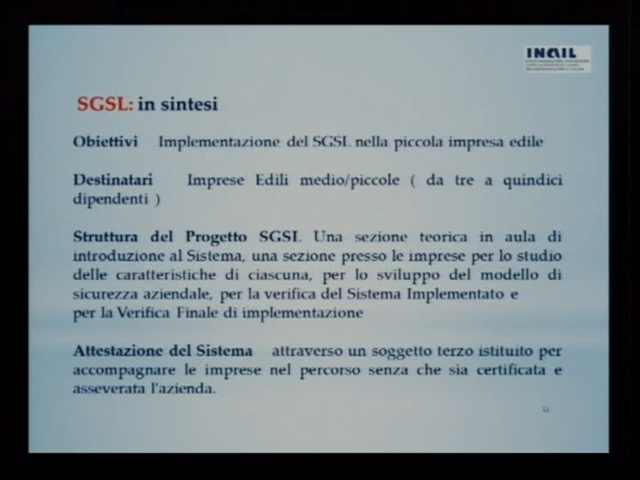 INAIL
SGSL: in sintesi
Obiettivi Implementazione del SGSL nella piccola impresa edile
Destinatari Imprese Edili medio/piccole ( da tre a quindici
dipendenti )
Struttura del Progetto SGSL Una sezione teorica in aula di
introduzione al Sistema, una sezione presso le imprese per lo studio
delle caratteristiche di ciascuna, per lo sviluppo del modello di
sicurezza aziendale, per la verifica del Sistema Implementato e
per la Verifica Finale di implementazione
Attestazione del Sistema attraverso un soggetto terzo istituito per
accompagnare le imprese nel percorso senza che sia certificata e
asseverata l'azienda.